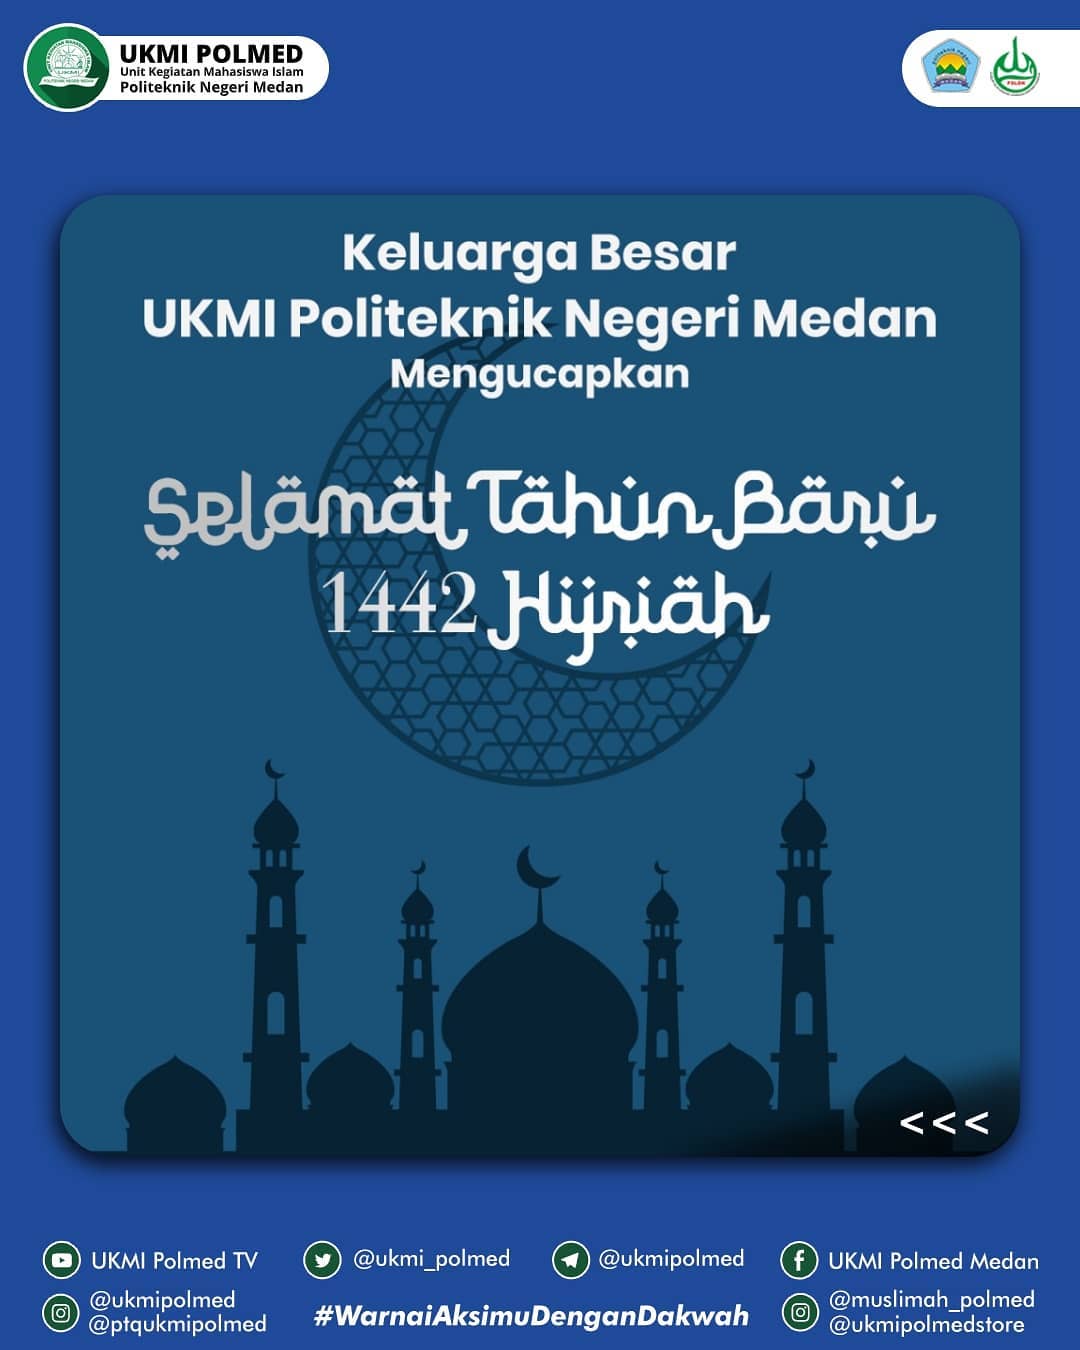 UKMI POLMED
Unit Kegiatan Mahasiswa Islam
Politeknik Negeri Medan
Keluarga Besar
UKMI Politeknik Negeri Medan
Mengucapkan
Selamat Tahun Baru
1442 Hijriah
<<<
UKMI Polmed TV
@ukmi_polmed
@ukmipolmed
UKMI Polmed Medan
@ukmipolmed
@ptqukmipolmed
#WarnaiAksimuDenganDakwah
@muslimah_polmed
@ukmipolmedstore